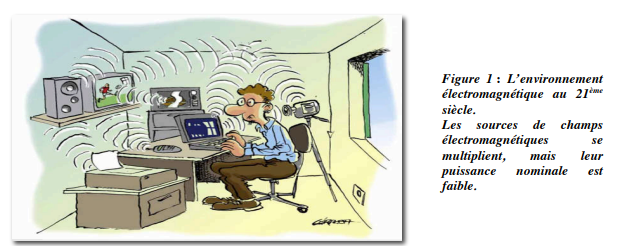 Figure 1 : L'environnement
électromagnétique au 21ème
siècle.
Les sources de champs
électromagnétiques se
multiplient, mais leur
puissance nominale est
faible.